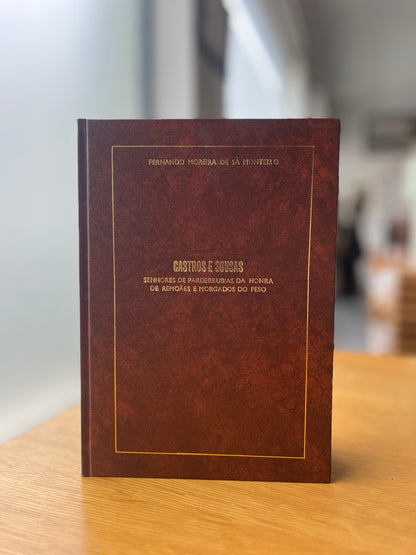 FERNANDO MOREIRA DE SÁ MONTEIRO
CASTROS E SOUSAS
SENHORES DE PARDERRUBIAS DA HONRA
DE REMOÃES E MORGADOS DO PESO